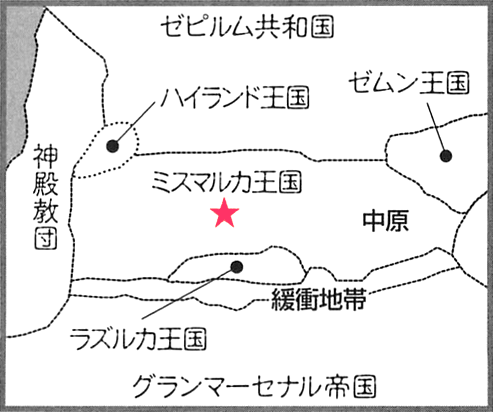 ゼピルム共和国
ゼムン王国
ハイランド王国
神殿教団
ミスマルカ王国
中原
緩衝地帯
ラズルカ王国
グランマーセナル帝国